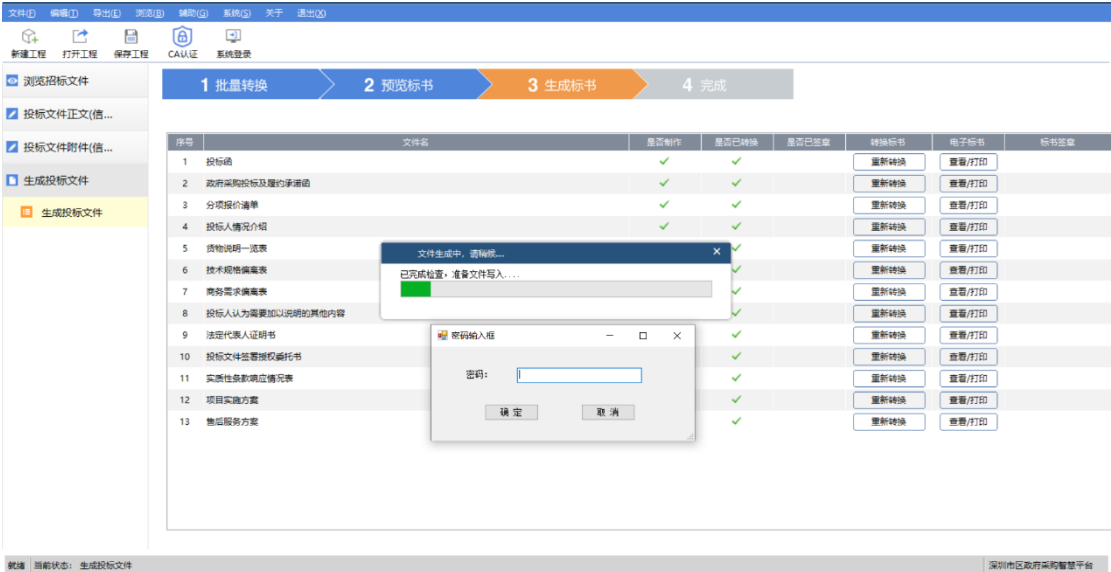 文件(F) 编辑(I) 导出(E) 浏览(B) 辅助(G) 系统(S) 关于 退出(X)
新建工程 打开工程 保存工程 CA认证 系统登录
浏览招标文件
投标文件正文(信...
投标文件附件(信...
生成投标文件
生成投标文件
1 批量转换 2 预览标书 3 生成标书 4 完成
序号 文件名 是否制作 是否已转换 是否已签章 转换标书 电子标书 标书签章
1 投标函 重新转换 查看/打印
2 政府采购投标及履约承诺函 重新转换 查看/打印
3 分项报价清单 重新转换 查看/打印
4 投标人情况介绍 重新转换 查看/打印
5 货物说明一览表 重新转换 查看/打印
6 技术规格偏离表 重新转换 查看/打印
7 商务需求偏离表 重新转换 查看/打印
8 投标人认为需要加以说明的其他内容 重新转换 查看/打印
9 法定代表人证明书 重新转换 查看/打印
10 投标文件签署授权委托书 重新转换 查看/打印
11 实质性条款响应情况表 重新转换 查看/打印
12 项目实施方案 重新转换 查看/打印
13 售后服务方案 重新转换 查看/打印
文件生成中，请稍候...
已完成检查，准备文件写入....
密码输入框
密码：
确定 取消
就绪 当前状态： 生成投标文件 深圳市区政府采购智慧平台